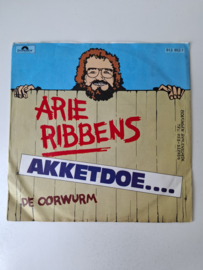 ARIE
RIBBENS
AKKETDOE....
DE OORWURM